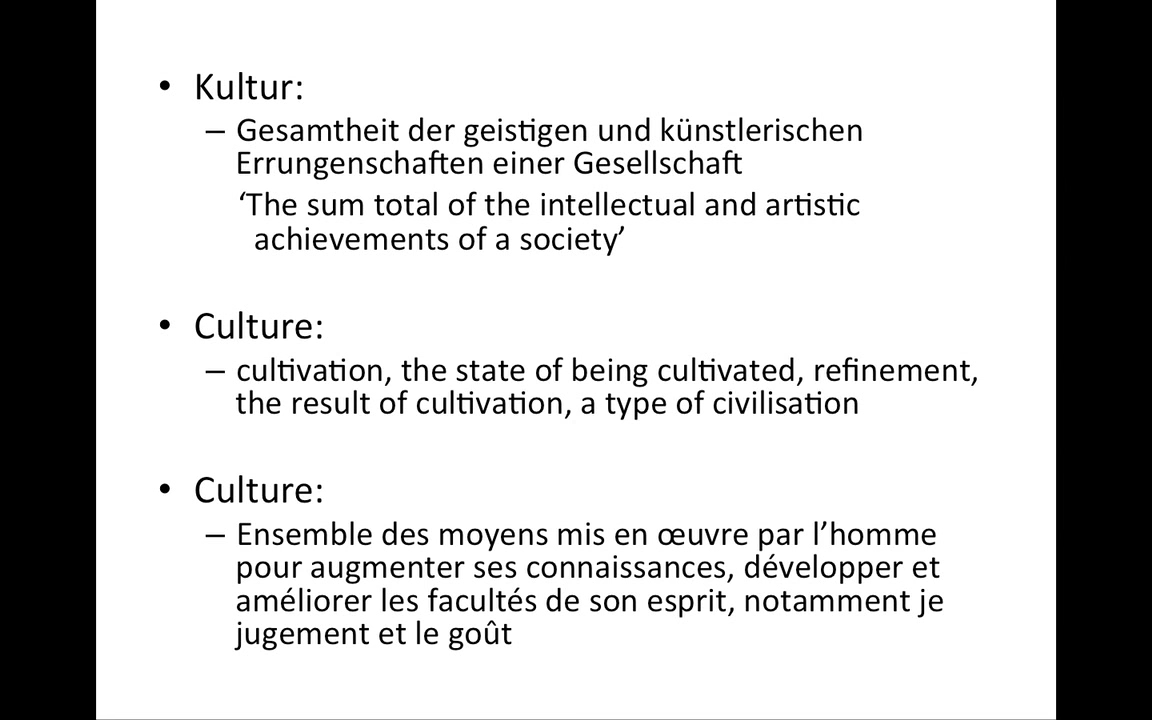 • Kultur:
– Gesamtheit der geistigen und künstlerischen
Errungenschaften einer Gesellschaft
‘The sum total of the intellectual and artistic
achievements of a society’
• Culture:
– cultivation, the state of being cultivated, refinement,
the result of cultivation, a type of civilisation
• Culture:
– Ensemble des moyens mis en œuvre par l’homme
pour augmenter ses connaissances, développer et
améliorer les facultés de son esprit, notamment je
jugement et le goût